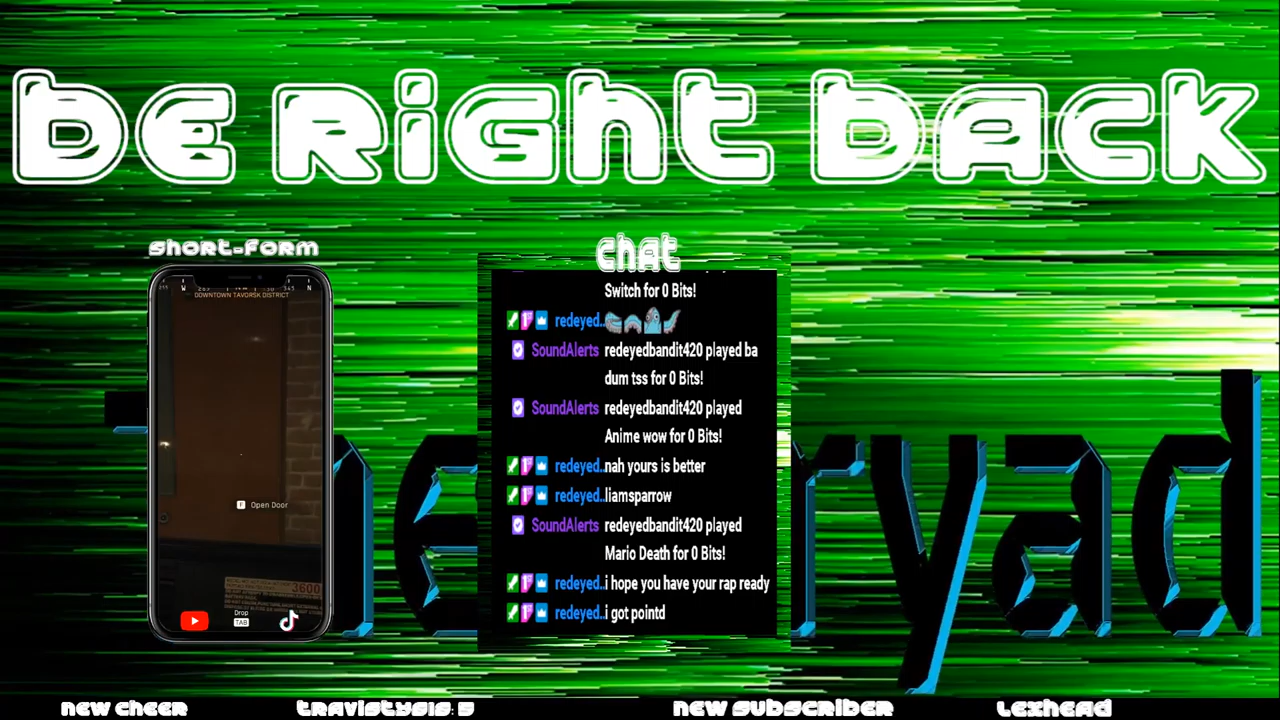 BE RIGHT BACK
SHORT-FORM
CHAT
W
N
DOWNTOWN TAVORSK DISTRICT
F Open Door
3600
Drop
TAB
Switch for 0 Bits!
redeyed..
SoundAlerts redeyedbandit420 played ba
dum tss for 0 Bits!
SoundAlerts redeyedbandit420 played
Anime wow for 0 Bits!
redeyed.. nah yours is better
redeyed.. liamsparrow
SoundAlerts redeyedbandit420 played
Mario Death for 0 Bits!
redeyed.. i hope you have your rap ready
redeyed.. i got pointd
ryad
NEW CHEER TRAVISTYSIS: 5 NEW SUBSCRIBER LEXHEAD